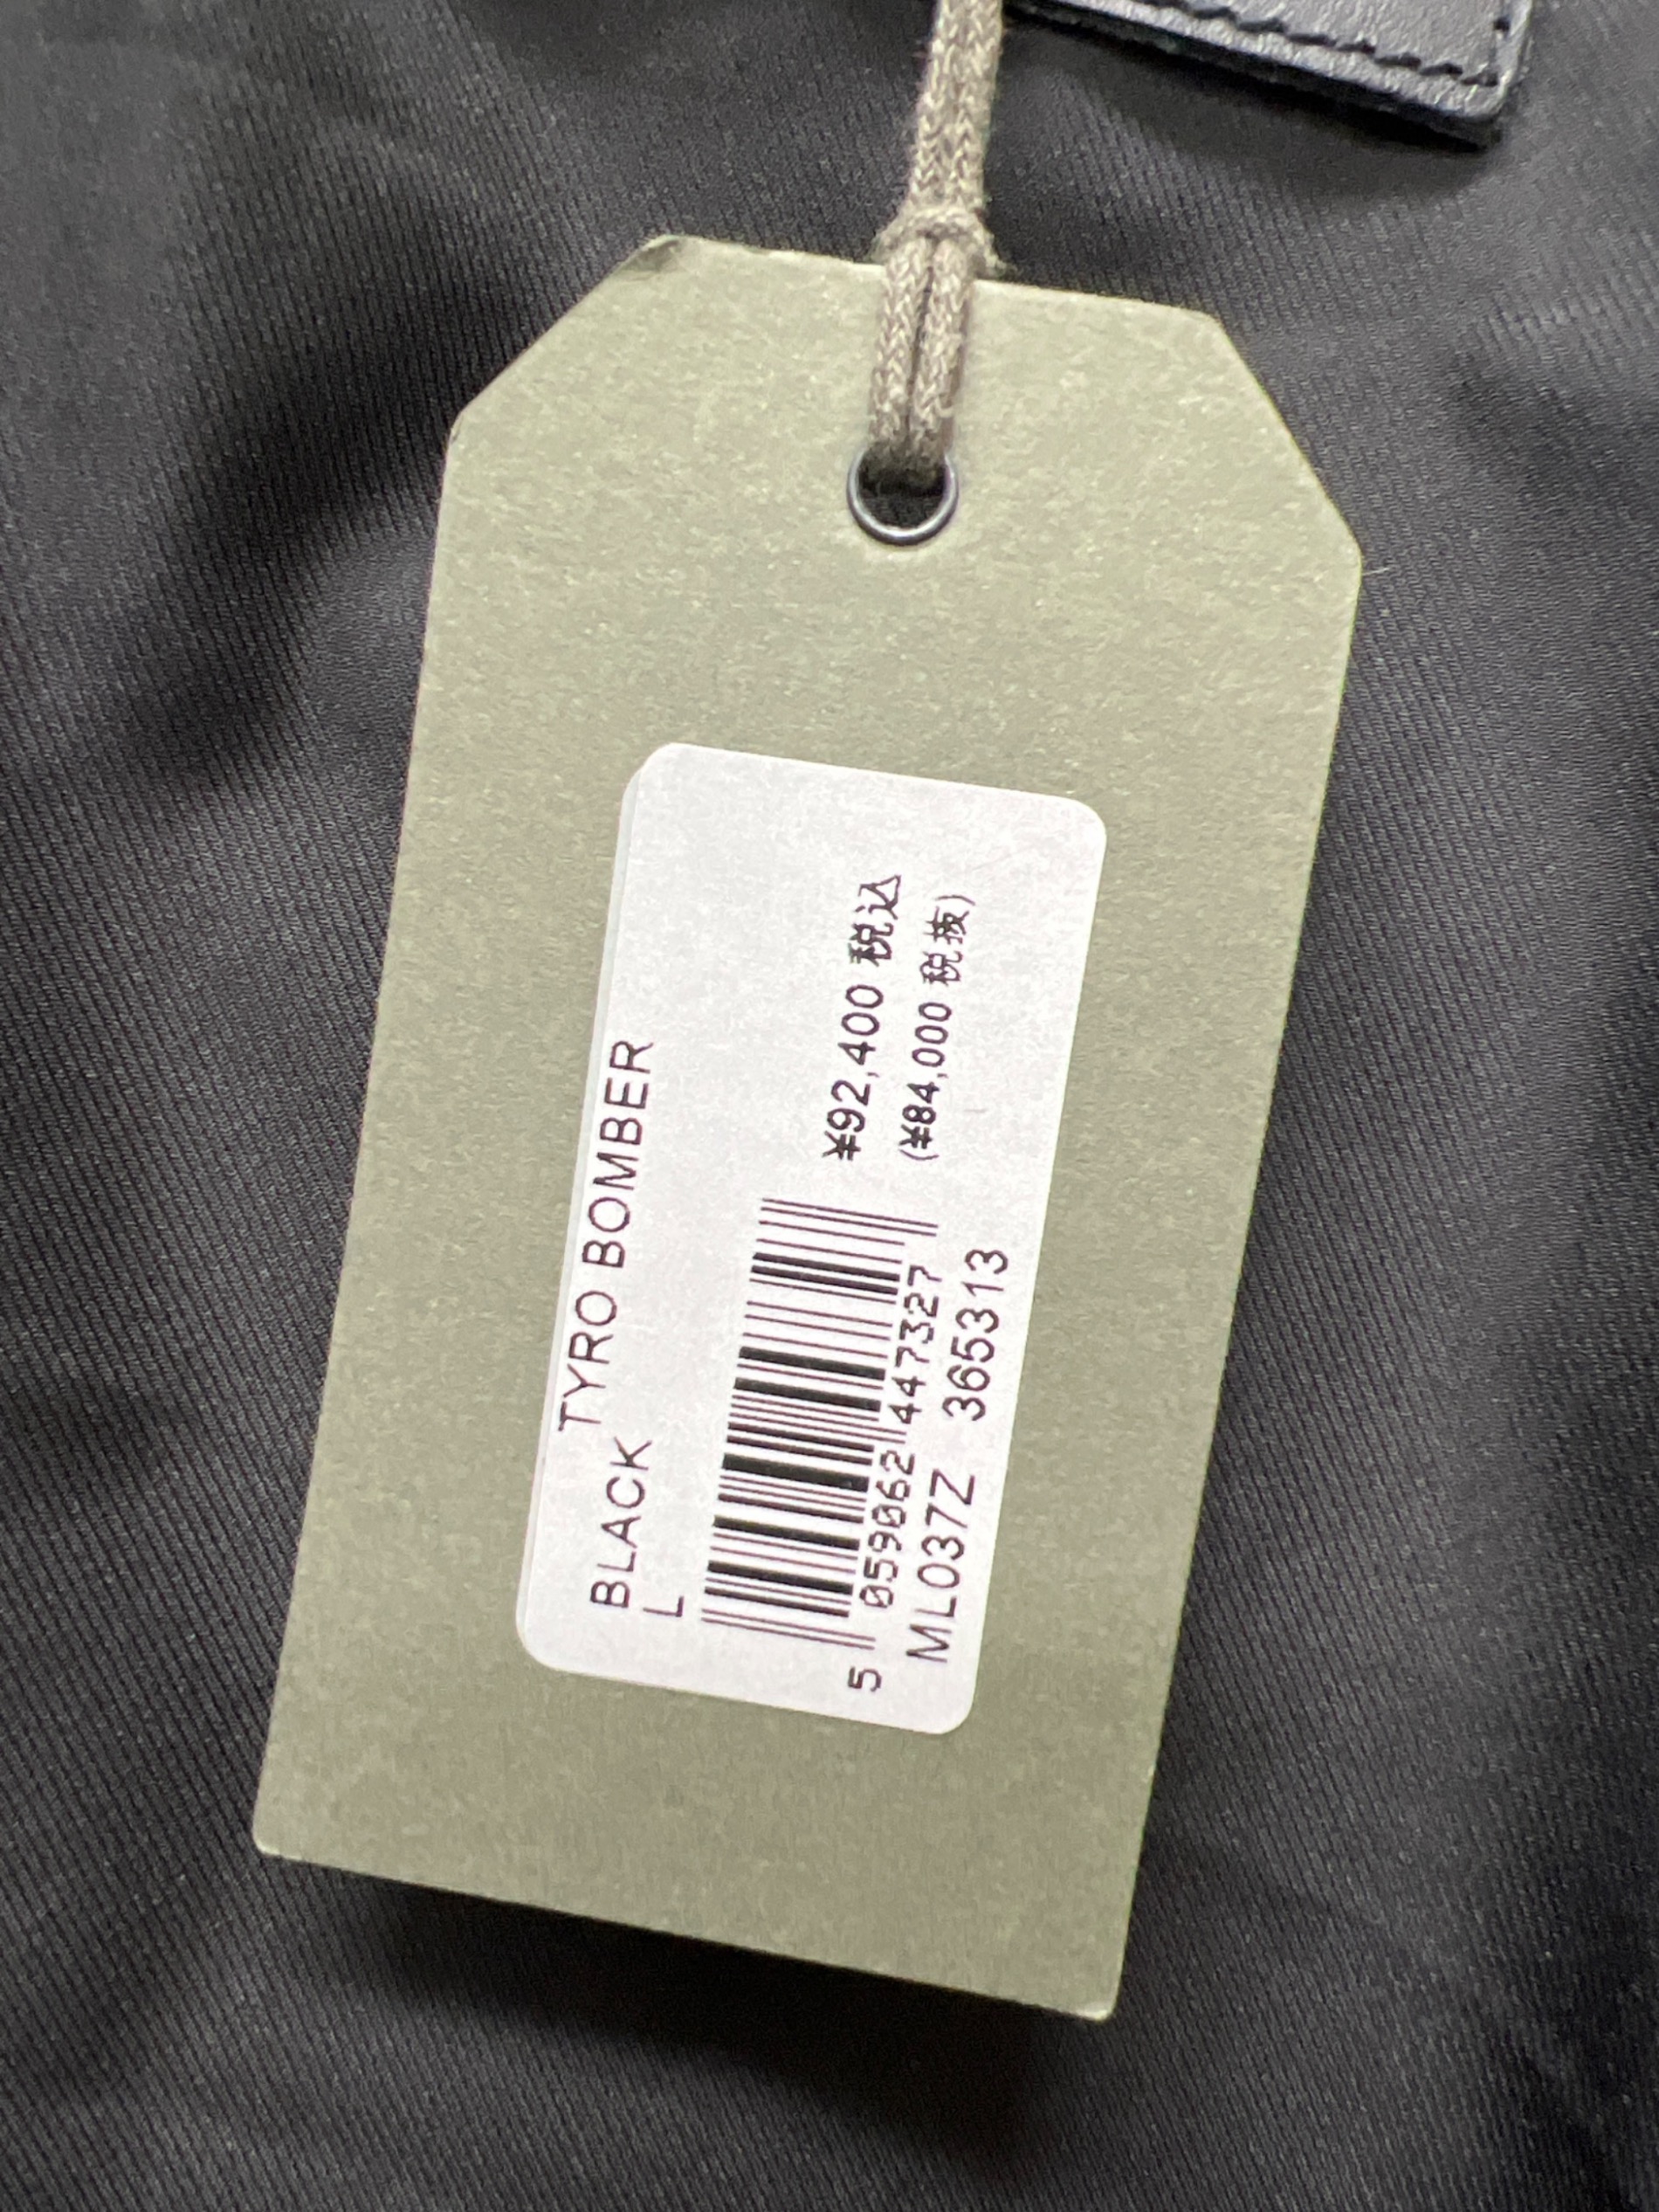 TYRO BOMBER
BLACK
L
¥92,400 税込
(¥84,000 税抜)
5 059062 447327
ML037Z 365313